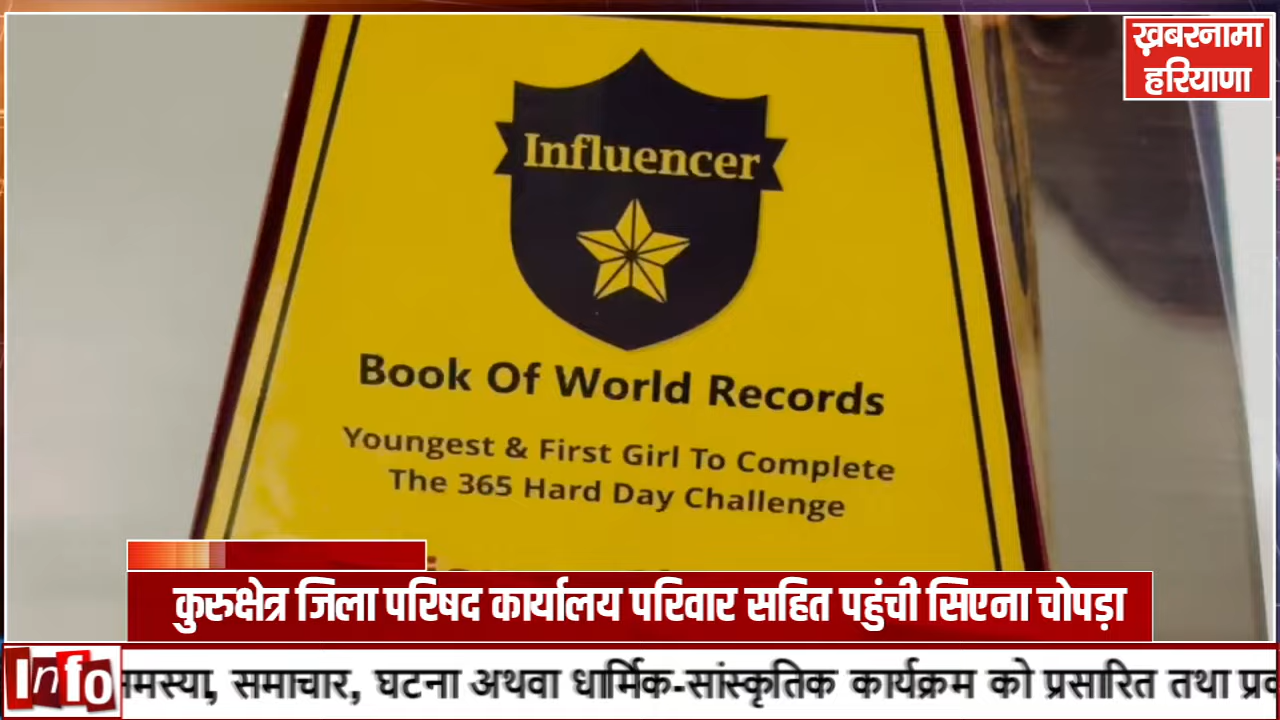 ख़बरनामा
हरियाणा
Influencer
Book Of World Records
Youngest & First Girl To Complete
The 365 Hard Day Challenge
कुरुक्षेत्र जिला परिषद कार्यालय परिवार सहित पहुंची सिएना चोपड़ा
Info
समस्या, समाचार, घटना अथवा धार्मिक-सांस्कृतिक कार्यक्रम को प्रसारित तथा